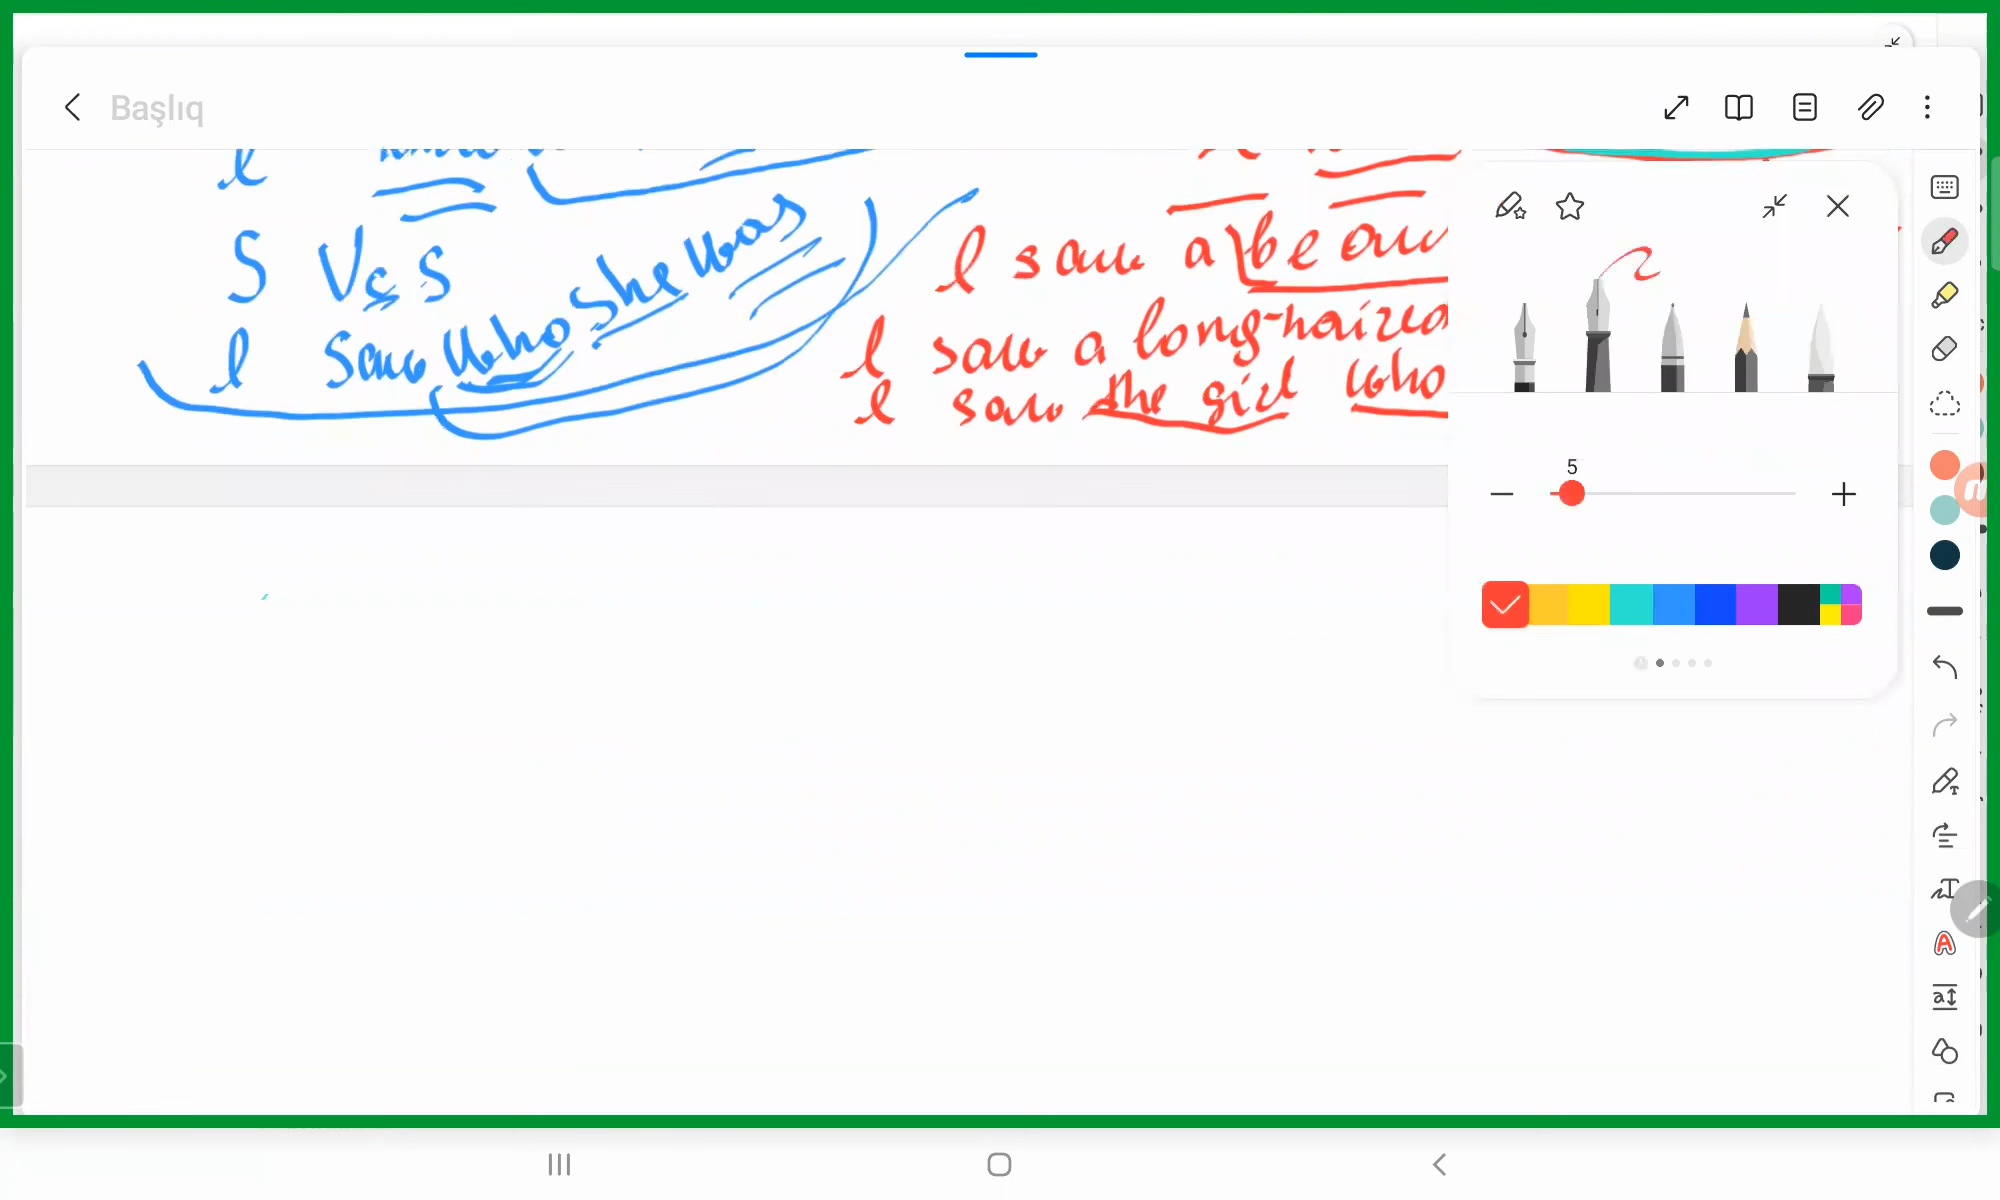 Başlıq
I
S V S
I saw who she was
I saw a beau
I saw a long-haired
I saw the girl who
5